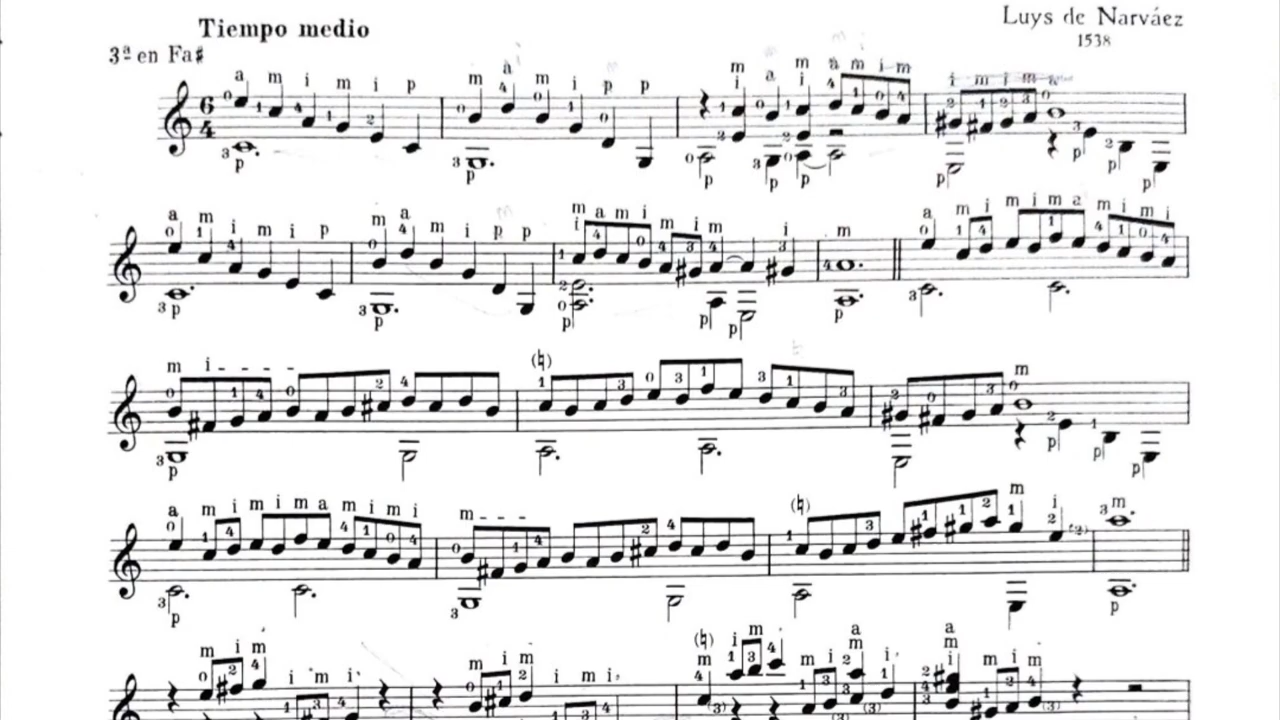 Tiempo medio
Luys de Narváez
1538
3ª en Fa♯
a m i m i p
m a m i p p
m i a m i a m i m
i m i m a
p p p p p p p p p
a m i m i p
m a m i p p
m i a m i m i m i
m
a m i m i m a m i m i
p p p p p
m i
(♮)
m
p p p p
a m i m i m a m i m i
m
(♮)
m i
m
p p
m i m i m i
m i m i m i
(♮) m i m m i a m i
a m i m i m